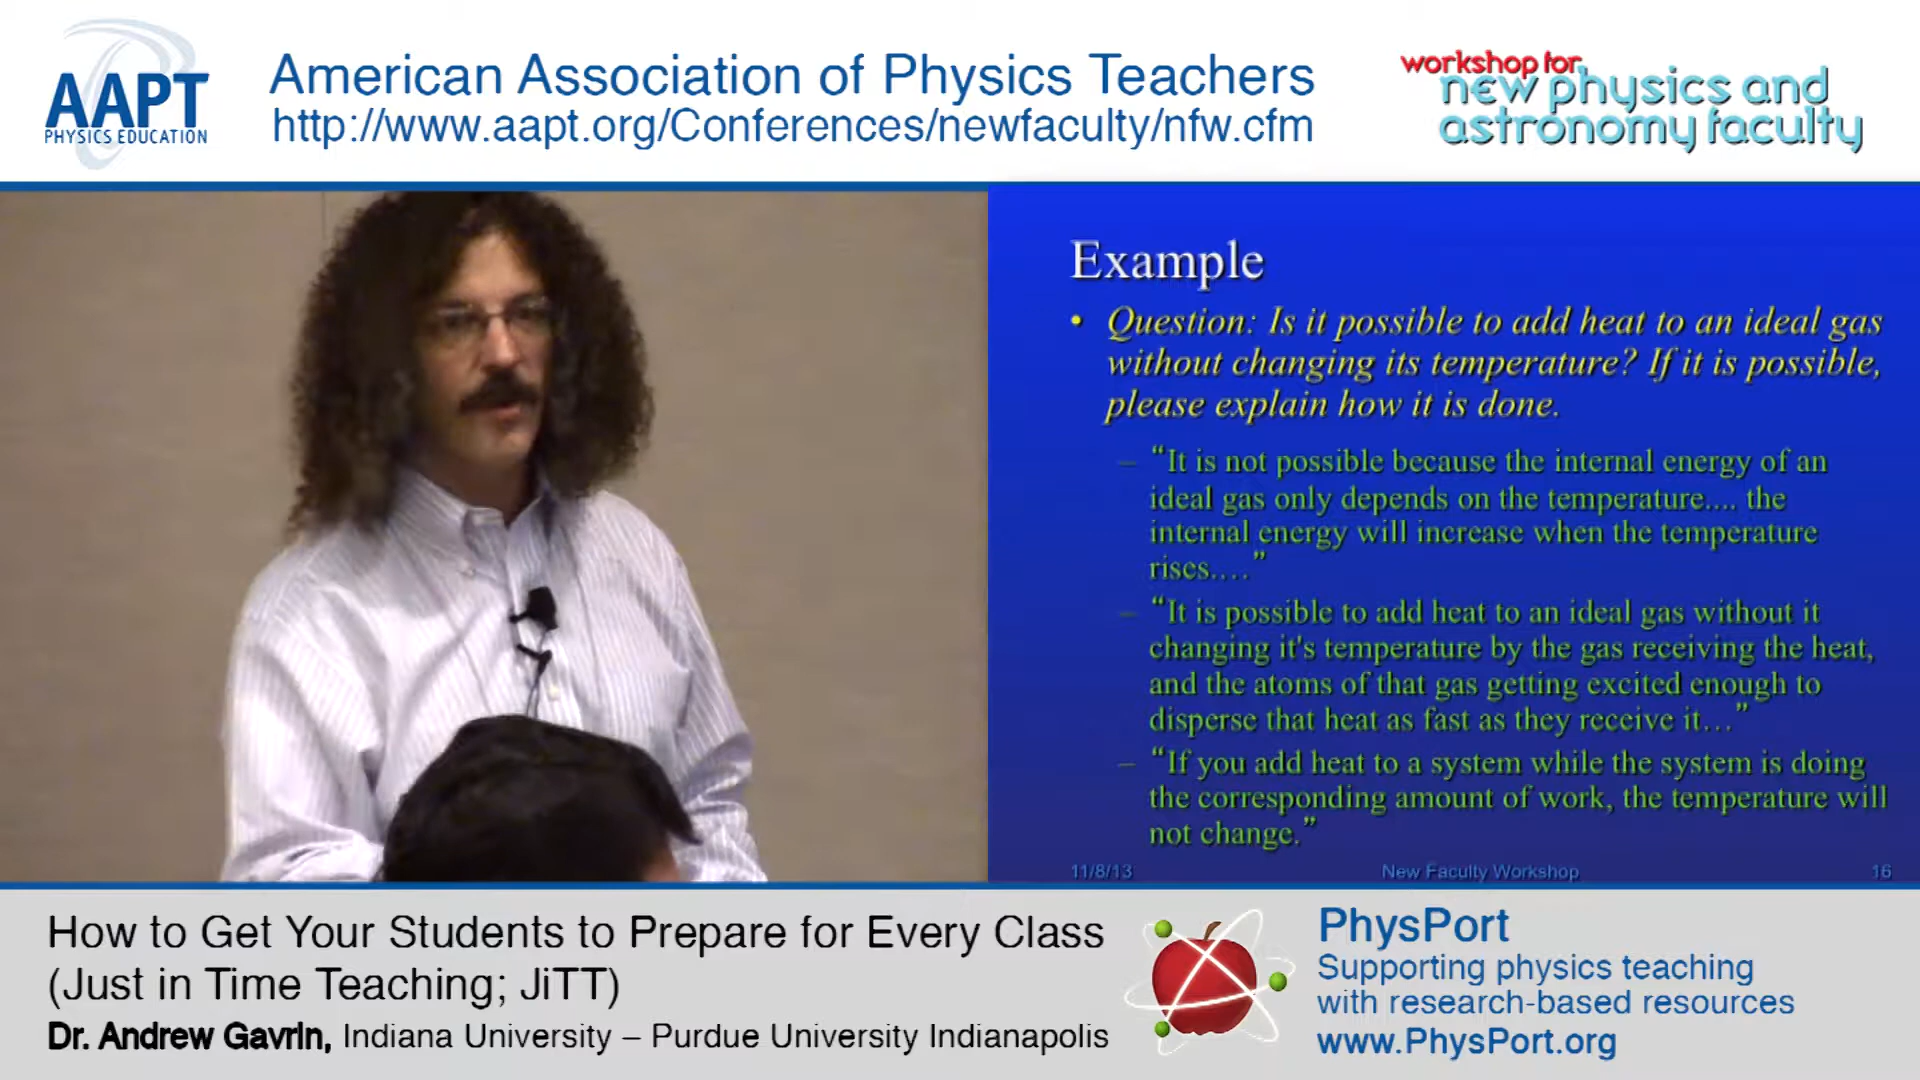 AAPT
PHYSICS EDUCATION
American Association of Physics Teachers
http://www.aapt.org/Conferences/newfaculty/nfw.cfm
workshop for
new physics and
astronomy faculty
Example
• Question: Is it possible to add heat to an ideal gas
without changing its temperature? If it is possible,
please explain how it is done.
– “It is not possible because the internal energy of an
ideal gas only depends on the temperature.... the
internal energy will increase when the temperature
rises....”
– “It is possible to add heat to an ideal gas without it
changing it's temperature by the gas receiving the heat,
and the atoms of that gas getting excited enough to
disperse that heat as fast as they receive it...”
– “If you add heat to a system while the system is doing
the corresponding amount of work, the temperature will
not change.”
11/8/13 New Faculty Workshop 16
How to Get Your Students to Prepare for Every Class
(Just in Time Teaching; JiTT)
Dr. Andrew Gavrin, Indiana University – Purdue University Indianapolis
PhysPort
Supporting physics teaching
with research-based resources
www.PhysPort.org